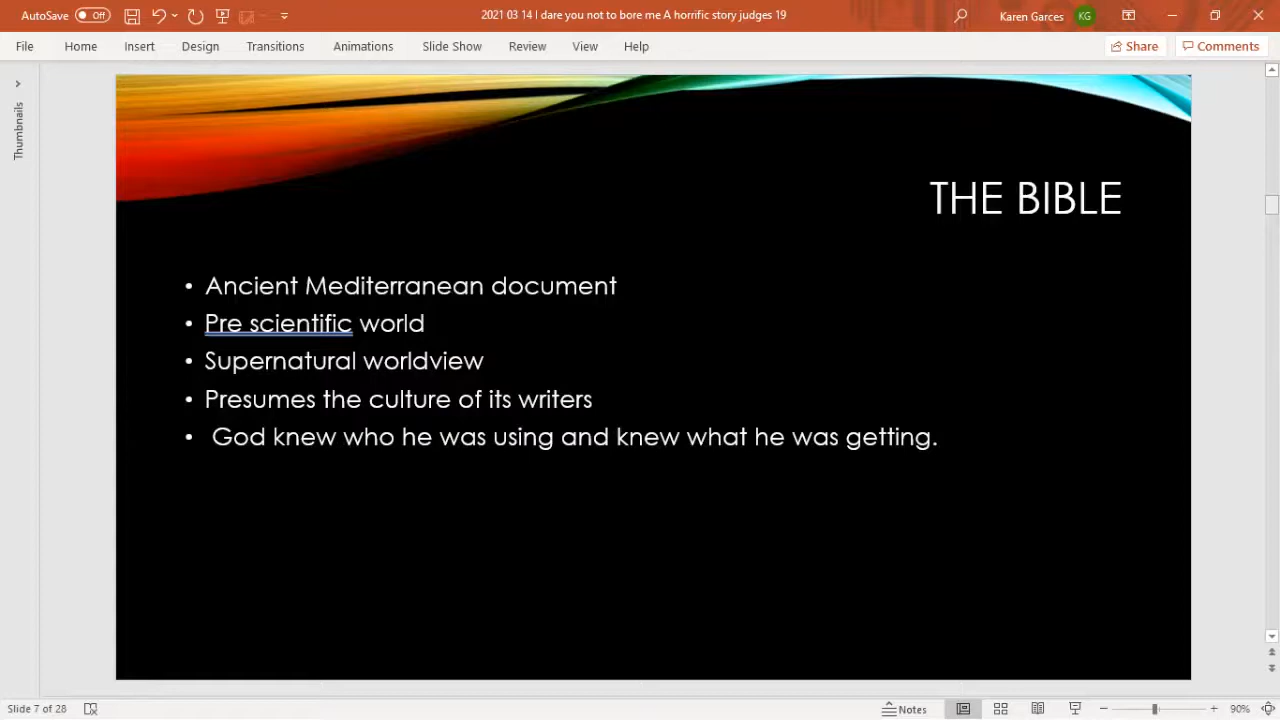 AutoSave Off 2021 03 14 I dare you not to bore me A horrific story judges 19 Karen Garces KG
File Home Insert Design Transitions Animations Slide Show Review View Help Share Comments
Thumbnails
THE BIBLE
• Ancient Mediterranean document
• Pre scientific world
• Supernatural worldview
• Presumes the culture of its writers
• God knew who he was using and knew what he was getting.
Slide 7 of 28 Notes 90%